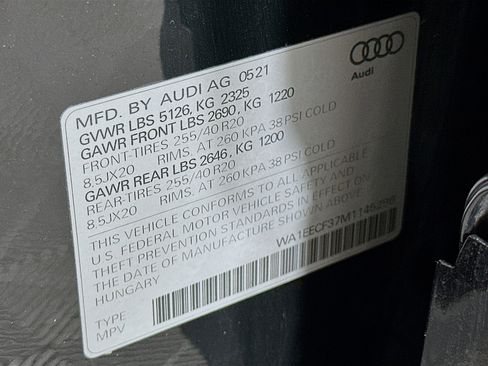 Audi
MFD. BY AUDI AG 0521
GVWR LBS 5126, KG 2325
GAWR FRONT LBS 2690, KG 1220
FRONT-TIRES 255/40 R20
8.5JX20 RIMS, AT 260 KPA 38 PSI COLD
GAWR REAR LBS 2646, KG 1200
REAR-TIRES 255/40 R20
8.5JX20 RIMS, AT 260 KPA 38 PSI COLD
THIS VEHICLE CONFORMS TO ALL APPLICABLE
U.S. FEDERAL MOTOR VEHICLE SAFETY AND
THEFT PREVENTION STANDARDS IN EFFECT ON
THE DATE OF MANUFACTURE SHOWN ABOVE.
HUNGARY
TYPE
MPV